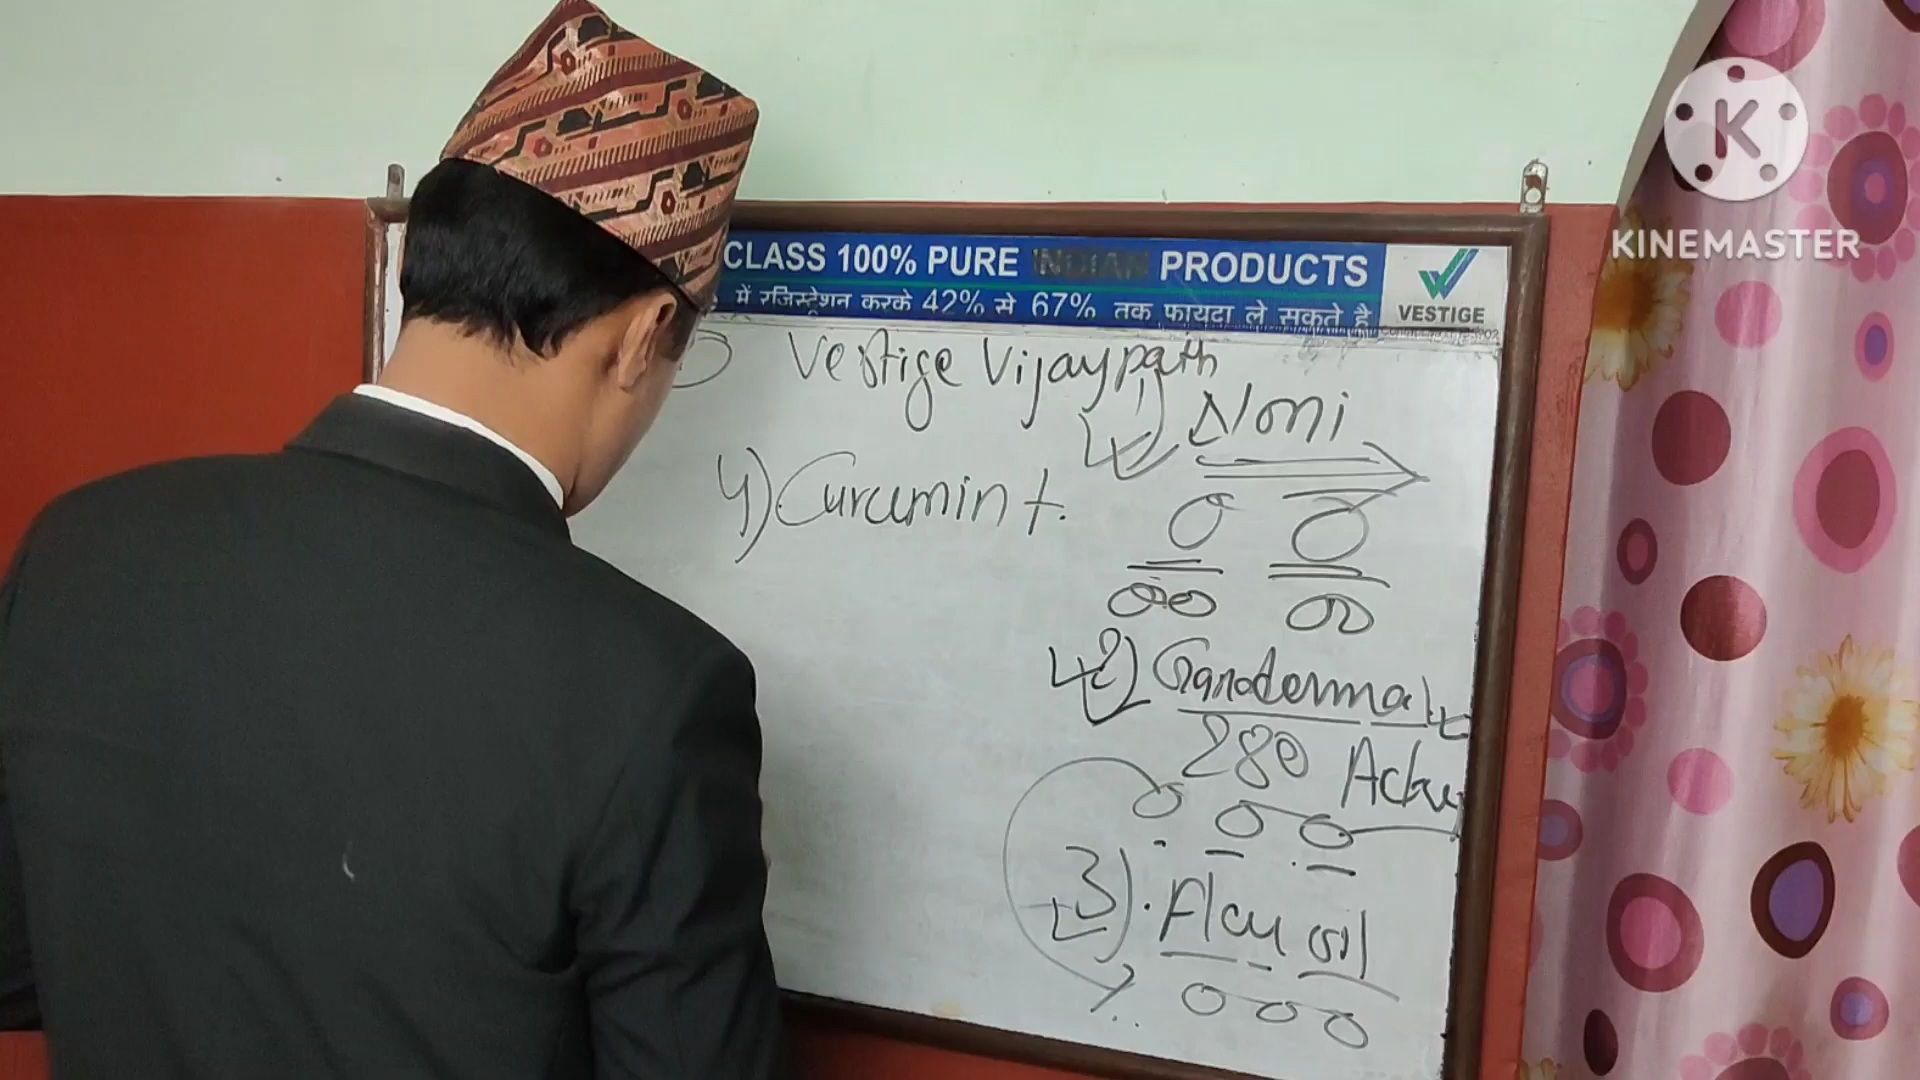 CLASS 100% PURE INDIAN PRODUCTS
में रजिस्ट्रेशन करके 42% से 67% तक फायदा ले सकते है
VESTIGE
Vestige Vijaypath
1) Noni
4) Curcumin +.
2) Ganoderma
280
3). Flax oil
K
KINEMASTER